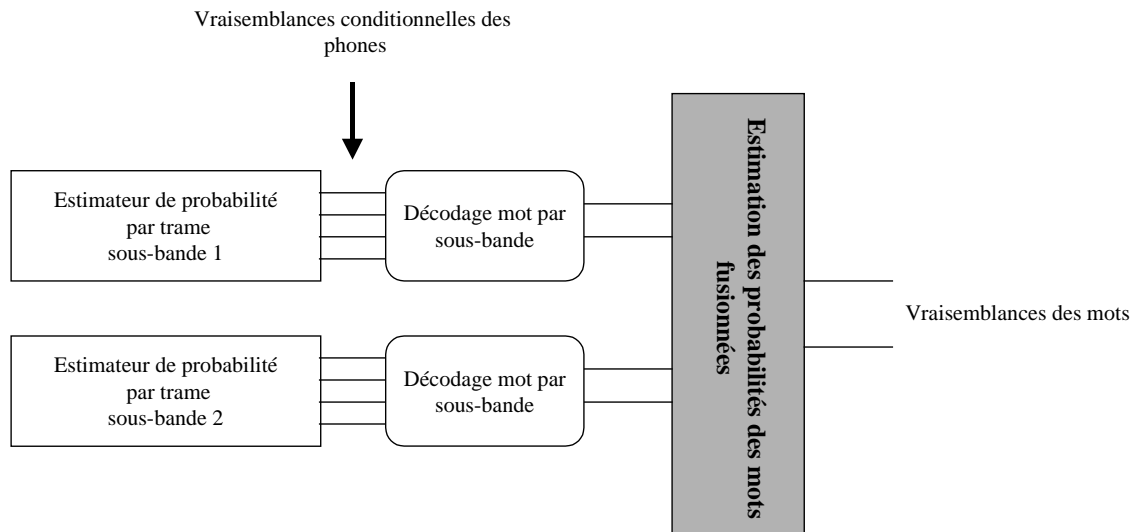 Vraisemblances conditionnelles des
phones
Estimateur de probabilité
par trame
sous-bande 1
Décodage mot par
sous-bande
Estimateur de probabilité
par trame
sous-bande 2
Décodage mot par
sous-bande
Estimation des probabilités des mots
fusionnées
Vraisemblances des mots